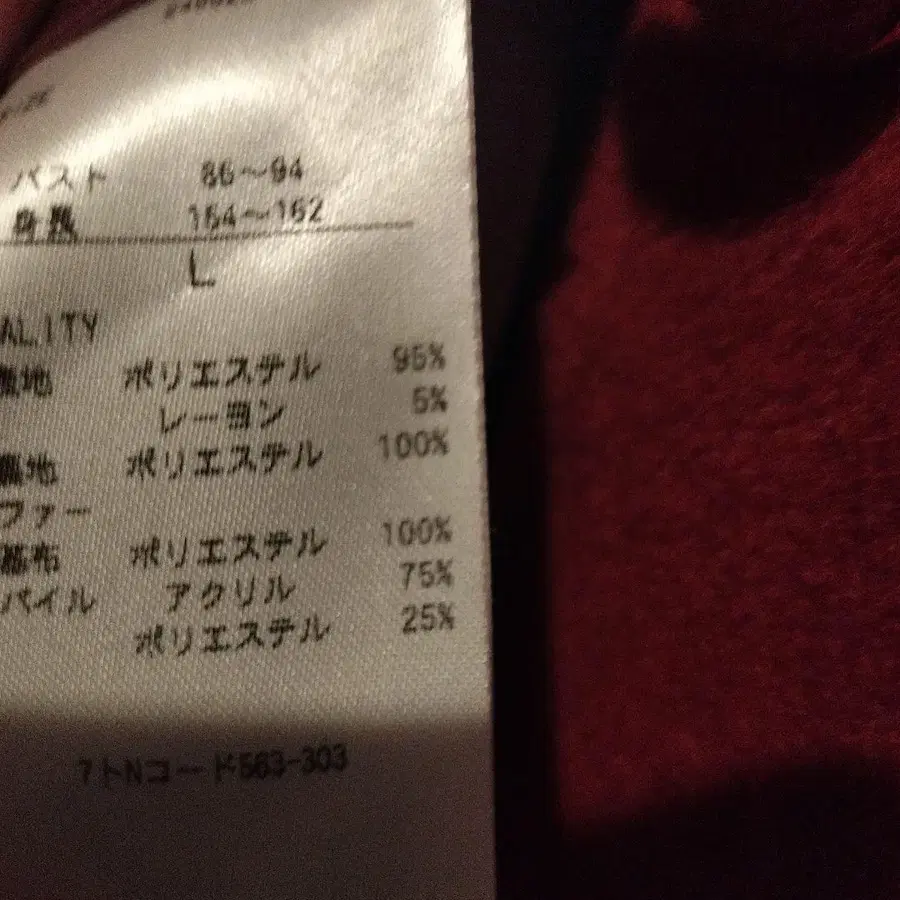 バスト 86～94
身長 154～162
L
ALITY
地 ポリエステル 95%
レーヨン 5%
裏地 ポリエステル 100%
ファー
基布 ポリエステル 100%
パイル アクリル 75%
ポリエステル 25%
7トNコード563-303